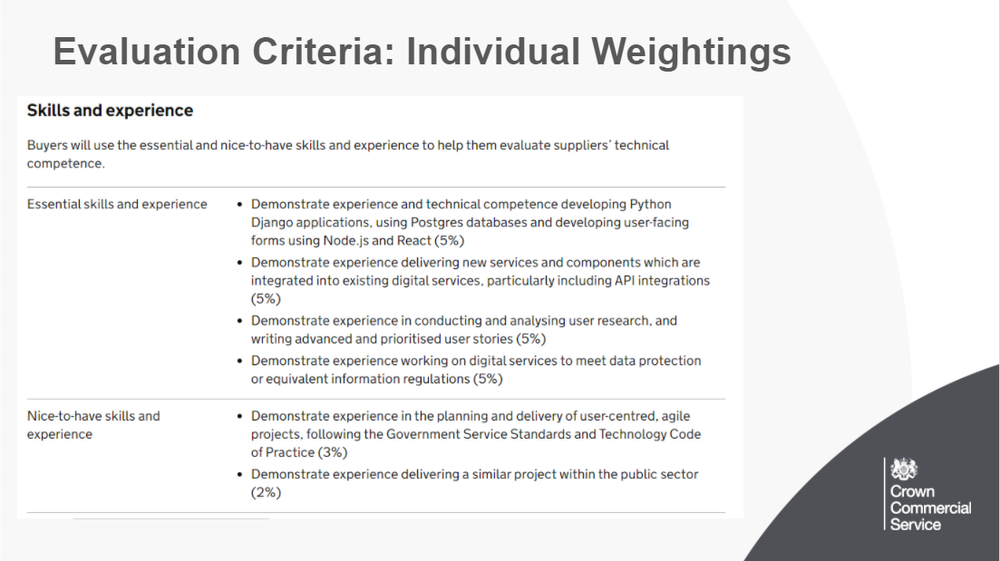 Evaluation Criteria: Individual Weightings
Skills and experience
Buyers will use the essential and nice-to-have skills and experience to help them evaluate suppliers' technical
competence.
Essential skills and experience
• Demonstrate experience and technical competence developing Python
Django applications, using Postgres databases and developing user-facing
forms using Node.js and React (5%)
• Demonstrate experience delivering new services and components which are
integrated into existing digital services, particularly including API integrations
(5%)
• Demonstrate experience in conducting and analysing user research, and
writing advanced and prioritised user stories (5%)
• Demonstrate experience working on digital services to meet data protection
or equivalent information regulations (5%)
Nice-to-have skills and
experience
• Demonstrate experience in the planning and delivery of user-centred, agile
projects, following the Government Service Standards and Technology Code
of Practice (3%)
• Demonstrate experience delivering a similar project within the public sector
(2%)
Crown
Commercial
Service